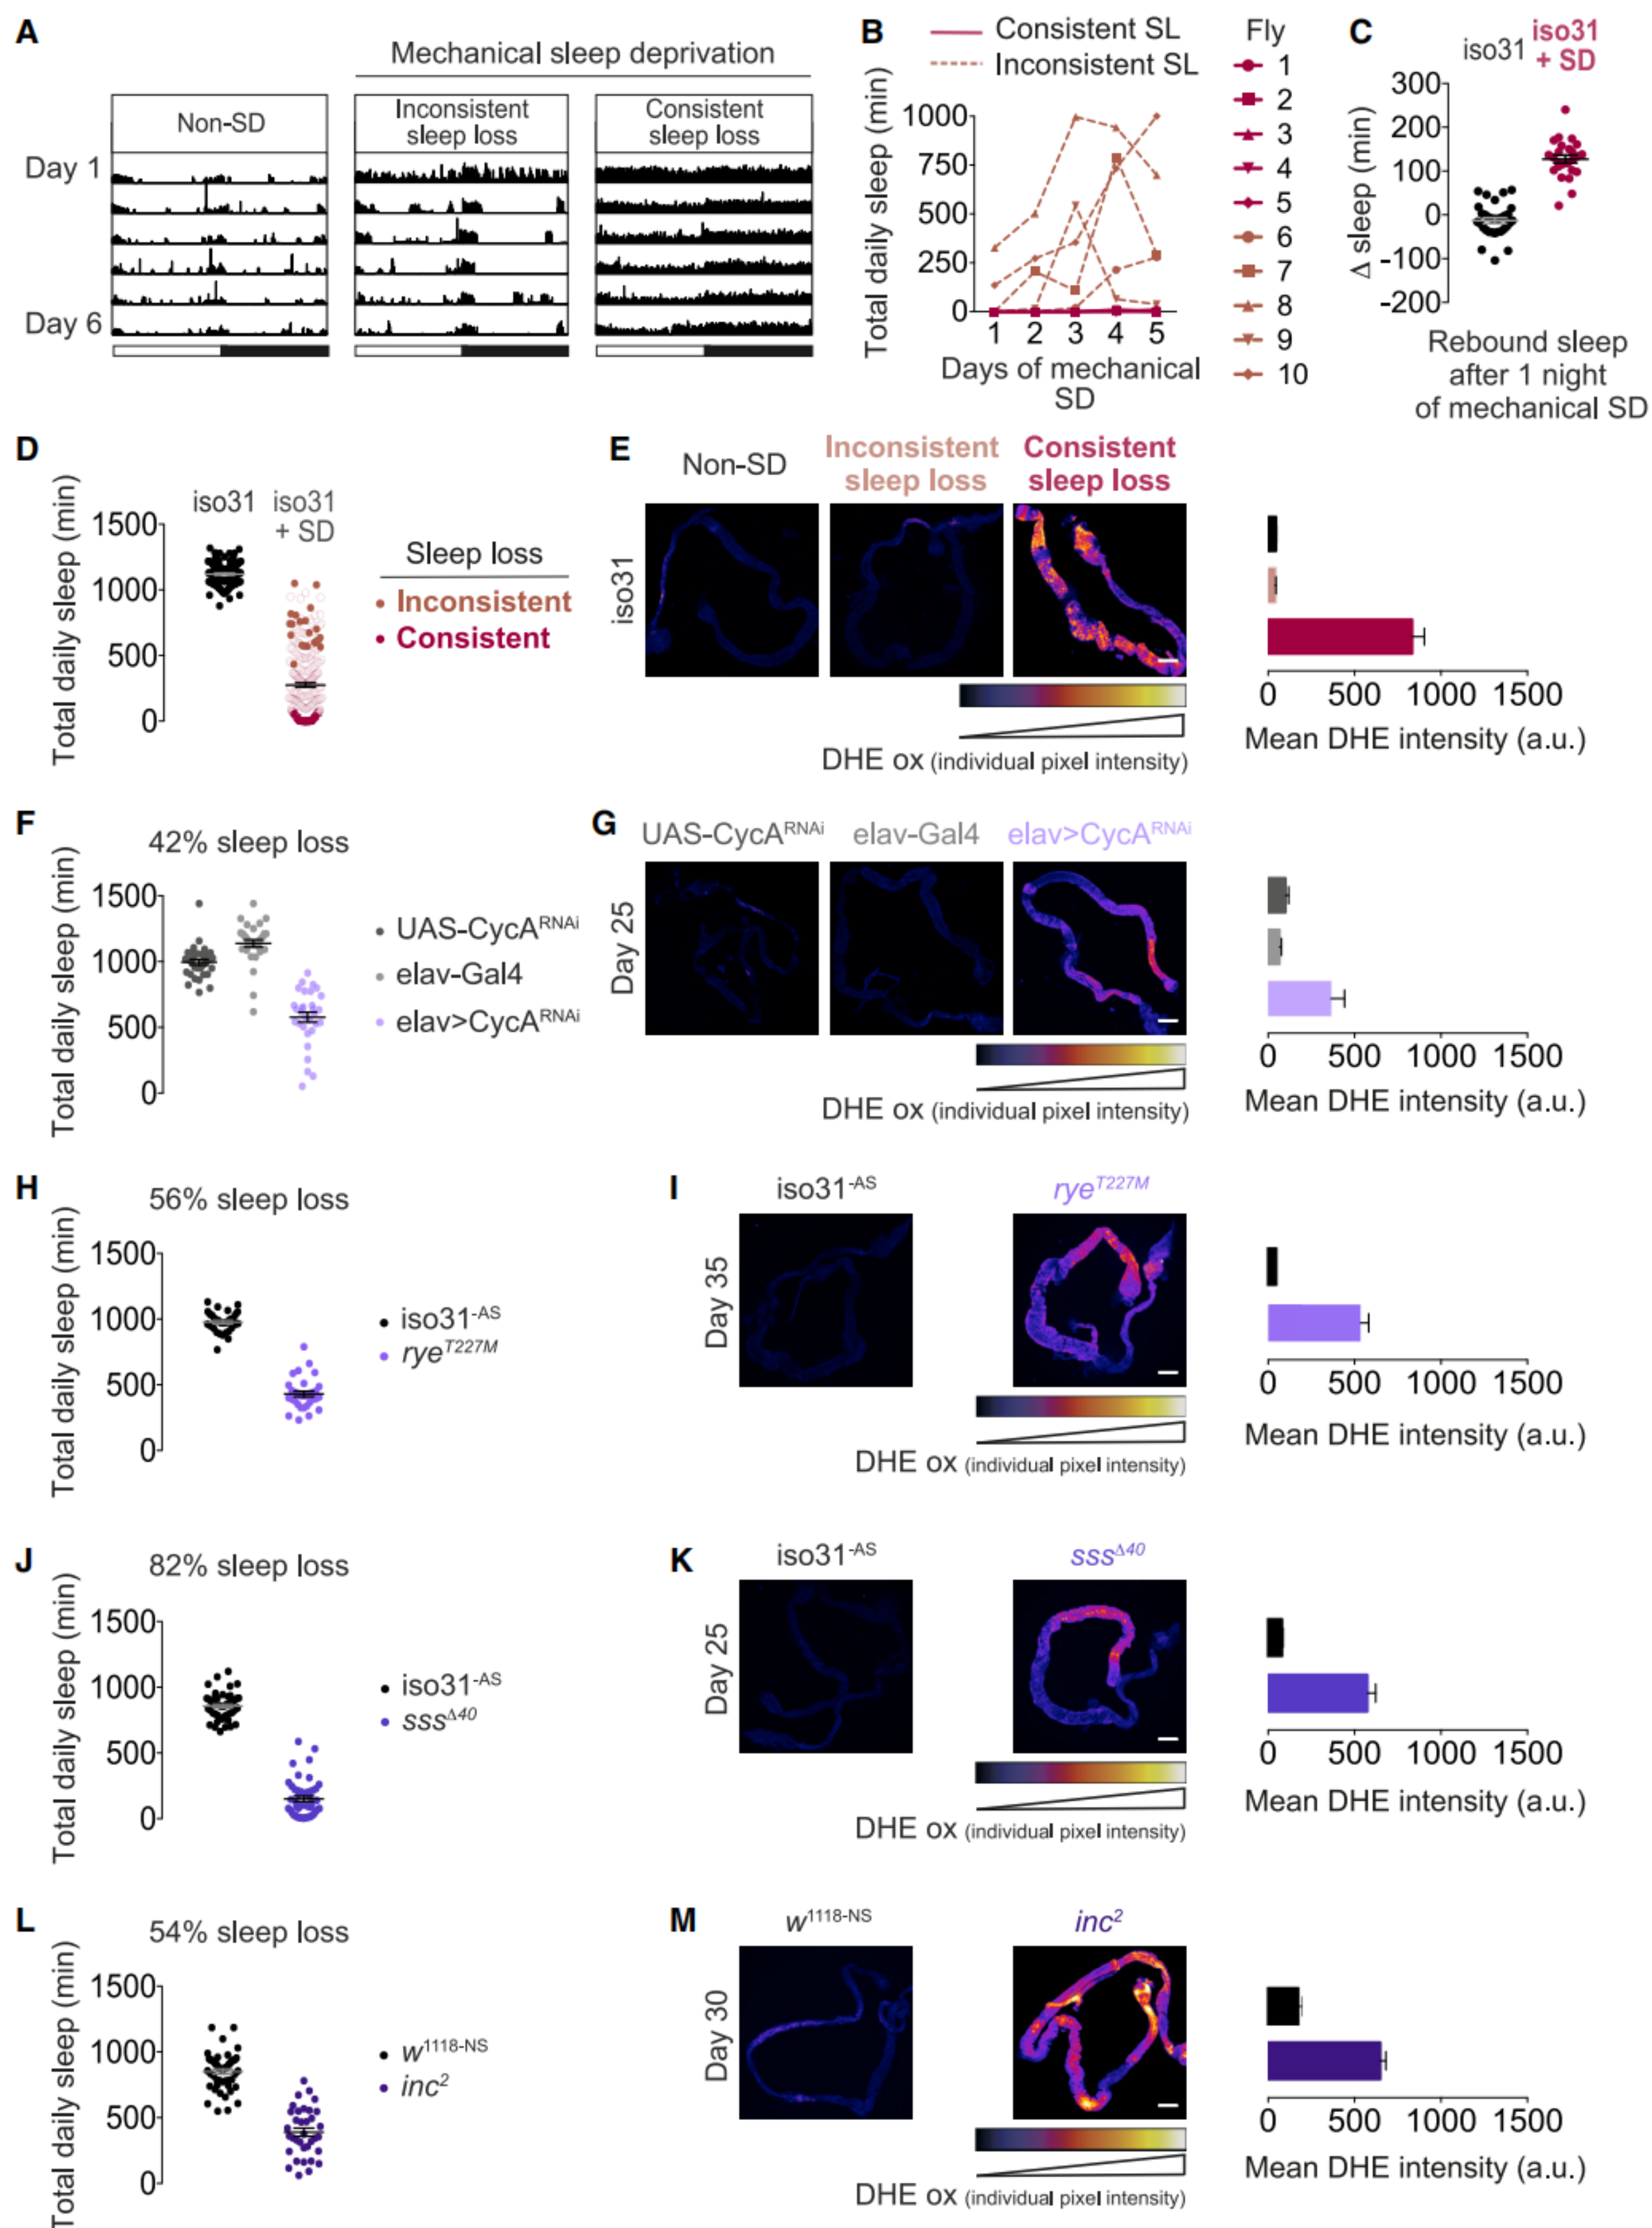 A
Mechanical sleep deprivation
Non-SD
Inconsistent
sleep loss
Consistent
sleep loss
Day 1
Day 6
B
Consistent SL
Inconsistent SL
Total daily sleep (min)
1000
750
500
250
0
1 2 3 4 5
Days of mechanical
SD
Fly
1
2
3
4
5
6
7
8
9
10
C
iso31
iso31
+ SD
Δ sleep (min)
300
200
100
0
-100
-200
Rebound sleep
after 1 night
of mechanical SD
D
Total daily sleep (min)
1500
1000
500
0
iso31
iso31
+ SD
Sleep loss
Inconsistent
Consistent
E
Non-SD
Inconsistent
sleep loss
Consistent
sleep loss
iso31
DHE ox (individual pixel intensity)
0 500 1000 1500
Mean DHE intensity (a.u.)
F
42% sleep loss
Total daily sleep (min)
1500
1000
500
0
UAS-CycA^RNAi
elav-Gal4
elav>CycA^RNAi
G
UAS-CycA^RNAi elav-Gal4 elav>CycA^RNAi
Day 25
DHE ox (individual pixel intensity)
0 500 1000 1500
Mean DHE intensity (a.u.)
H
56% sleep loss
Total daily sleep (min)
1500
1000
500
0
iso31^-AS
rye^T227M
I
iso31^-AS rye^T227M
Day 35
DHE ox (individual pixel intensity)
0 500 1000 1500
Mean DHE intensity (a.u.)
J
82% sleep loss
Total daily sleep (min)
1500
1000
500
0
iso31^-AS
sss^Δ40
K
iso31^-AS sss^Δ40
Day 25
DHE ox (individual pixel intensity)
0 500 1000 1500
Mean DHE intensity (a.u.)
L
54% sleep loss
Total daily sleep (min)
1500
1000
500
0
w^1118-NS
inc^2
M
w^1118-NS inc^2
Day 30
DHE ox (individual pixel intensity)
0 500 1000 1500
Mean DHE intensity (a.u.)